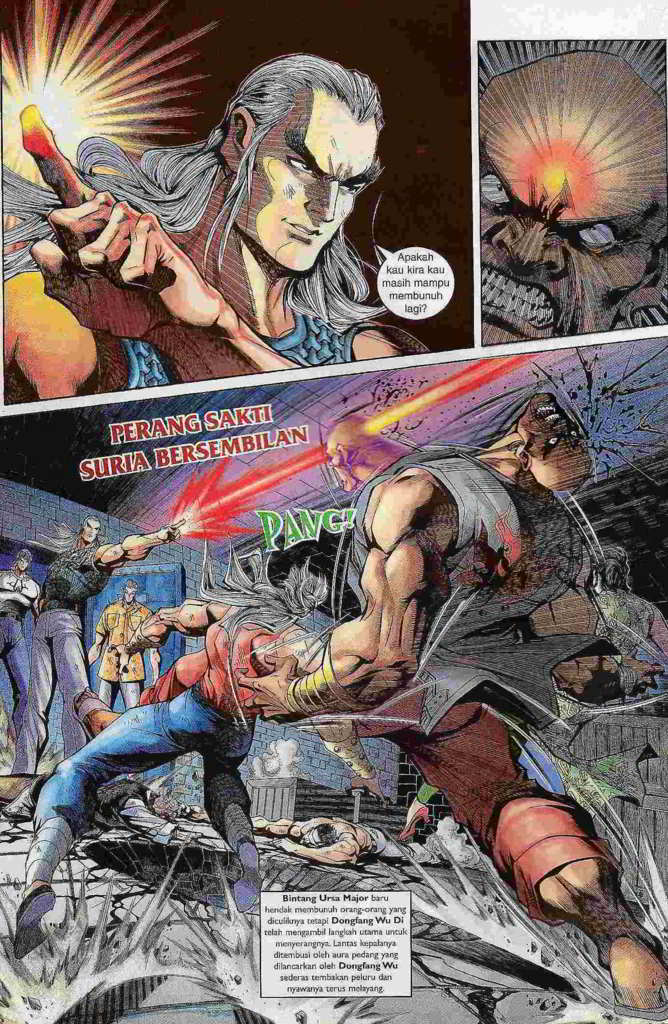 Apakah
kau kira kau
masih mampu
membunuh
lagi?
PERANG SAKTI
SURIA BERSEMBILAN
PANG!
Bintang Ursa Major baru
hendak membunuh orang-orang yang
diculiknya tetapi Dongfang Wu Di
telah mengambil langkah utama untuk
menyerangnya. Lantas kepalanya
ditembusi oleh aura pedang yang
dilancarkan oleh Dongfang Wu
sederas tembakan peluru dan
nyawanya terus melayang.